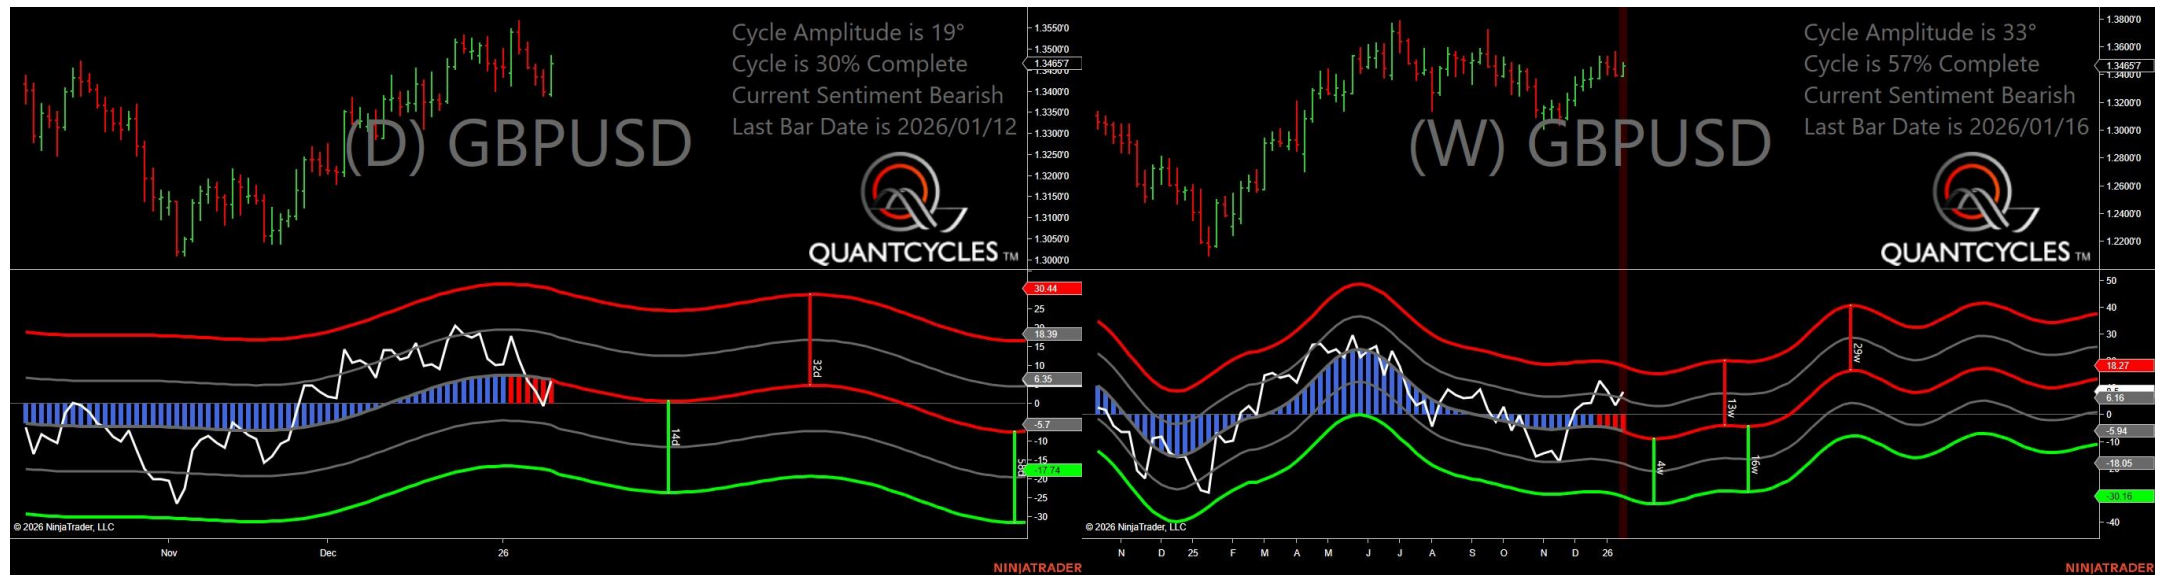 Cycle Amplitude is 19°
Cycle is 30% Complete
Current Sentiment Bearish
Last Bar Date is 2026/01/12
(D) GBPUSD
QUANTCYCLES TM
1.3550'0
1.3500'0
1.3465'7
1.3400'0
1.3350'0
1.3300'0
1.3250'0
1.3200'0
1.3150'0
1.3100'0
1.3050'0
1.3000'0
30.44
25
18.39
15
10
6.35
0
-5.7
-10
-15
-17.74
-20
-25
-30
32d
14d
58d
© 2026 NinjaTrader, LLC
Nov
Dec
26
NINJATRADER
Cycle Amplitude is 33°
Cycle is 57% Complete
Current Sentiment Bearish
Last Bar Date is 2026/01/16
(W) GBPUSD
QUANTCYCLES TM
1.3800'0
1.3600'0
1.3465'7
1.3400'0
1.3200'0
1.3000'0
1.2800'0
1.2600'0
1.2400'0
1.2200'0
50
40
30
18.27
6.16
0
-5.94
-10
-18.05
-30.16
-40
4w
13w
16w
29w
© 2026 NinjaTrader, LLC
N D 25 F M A M J J A S O N D 26
NINJATRADER